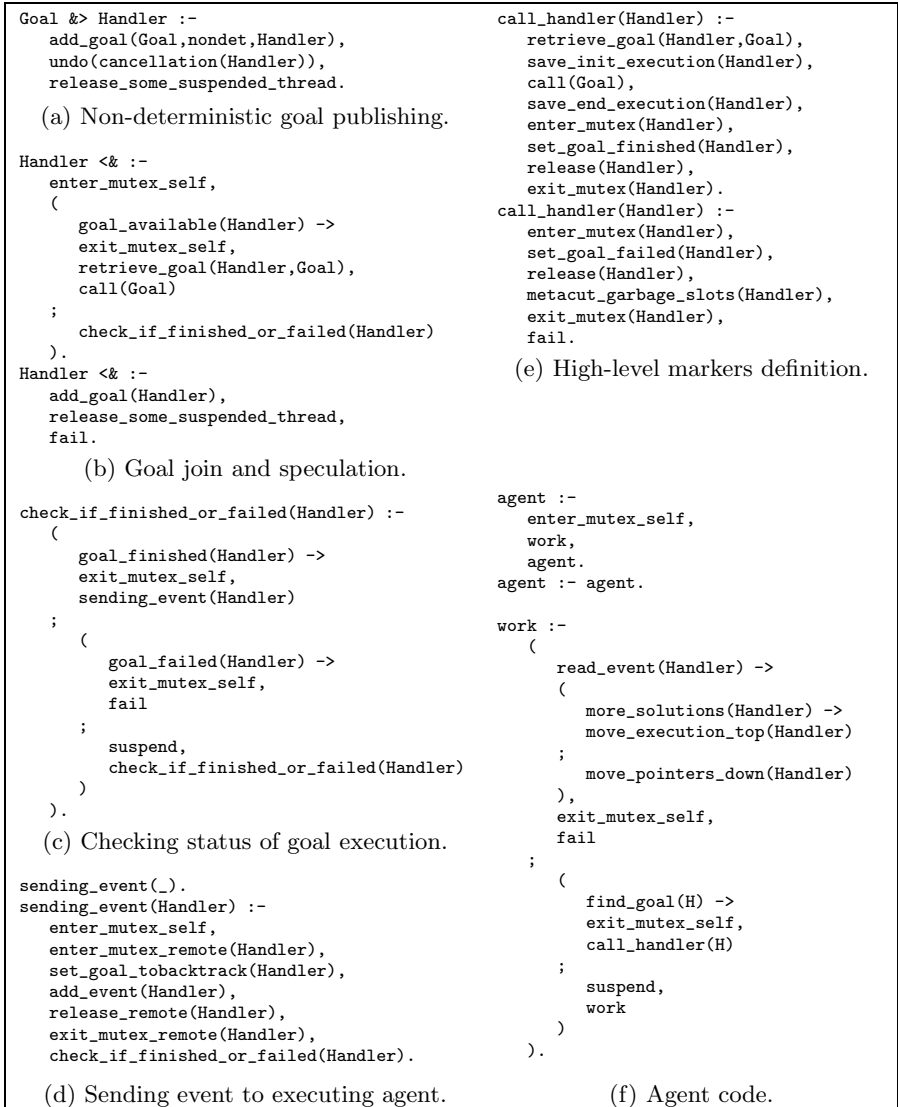 Goal &> Handler :-
   add_goal(Goal,nondet,Handler),
   undo(cancellation(Handler)),
   release_some_suspended_thread.
(a) Non-deterministic goal publishing.
Handler <& :-
   enter_mutex_self,
   (
      goal_available(Handler) ->
      exit_mutex_self,
      retrieve_goal(Handler,Goal),
      call(Goal)
   ;
      check_if_finished_or_failed(Handler)
   ).
Handler <& :-
   add_goal(Handler),
   release_some_suspended_thread,
   fail.
(b) Goal join and speculation.
check_if_finished_or_failed(Handler) :-
   (
      goal_finished(Handler) ->
      exit_mutex_self,
      sending_event(Handler)
   ;
      (
         goal_failed(Handler) ->
         exit_mutex_self,
         fail
      ;
         suspend,
         check_if_finished_or_failed(Handler)
      )
   ).
(c) Checking status of goal execution.
sending_event(_).
sending_event(Handler) :-
   enter_mutex_self,
   enter_mutex_remote(Handler),
   set_goal_tobacktrack(Handler),
   add_event(Handler),
   release_remote(Handler),
   exit_mutex_remote(Handler),
   check_if_finished_or_failed(Handler).
(d) Sending event to executing agent.
call_handler(Handler) :-
   retrieve_goal(Handler,Goal),
   save_init_execution(Handler),
   call(Goal),
   save_end_execution(Handler),
   enter_mutex(Handler),
   set_goal_finished(Handler),
   release(Handler),
   exit_mutex(Handler).
call_handler(Handler) :-
   enter_mutex(Handler),
   set_goal_failed(Handler),
   release(Handler),
   metacut_garbage_slots(Handler),
   exit_mutex(Handler),
   fail.
(e) High-level markers definition.
agent :-
   enter_mutex_self,
   work,
   agent.
agent :- agent.
work :-
   (
      read_event(Handler) ->
      (
         more_solutions(Handler) ->
         move_execution_top(Handler)
      ;
         move_pointers_down(Handler)
      ),
      exit_mutex_self,
      fail
   ;
      (
         find_goal(H) ->
         exit_mutex_self,
         call_handler(H)
      ;
         suspend,
         work
      )
   ).
(f) Agent code.